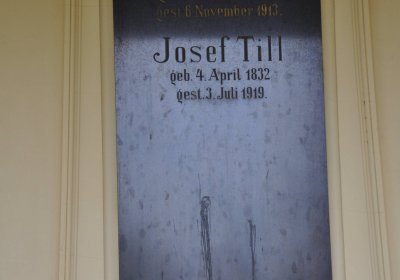 gest. 6 November 1913.
Josef Till
geb. 4. April 1832
gest. 3. Juli 1919.